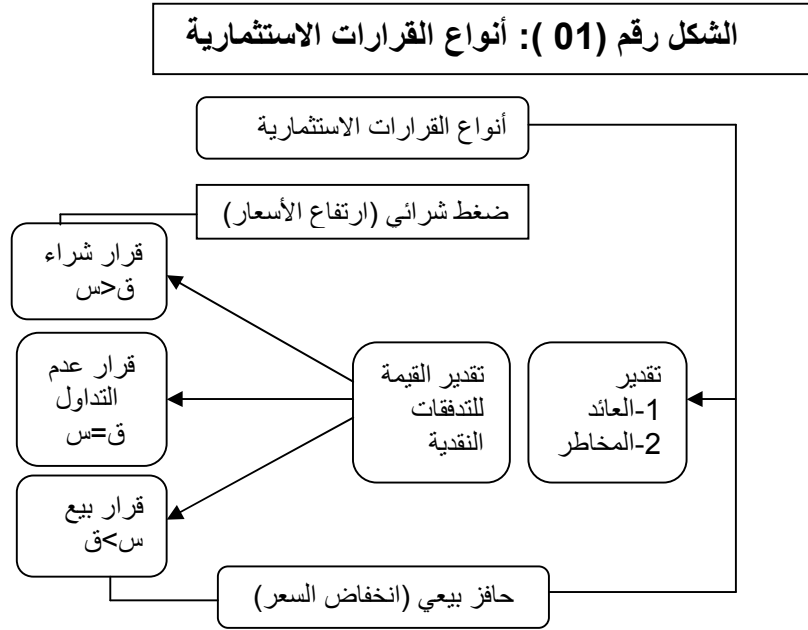 الشكل رقم (01 ): أنواع القرارات الاستثمارية
أنواع القرارات الاستثمارية
ضغط شرائي (ارتفاع الأسعار)
قرار شراء
ق>س
تقدير
1-العائد
2-المخاطر
تقدير القيمة
للتدفقات
النقدية
قرار عدم
التداول
ق=س
قرار بيع
س>ق
حافز بيعي (انخفاض السعر)